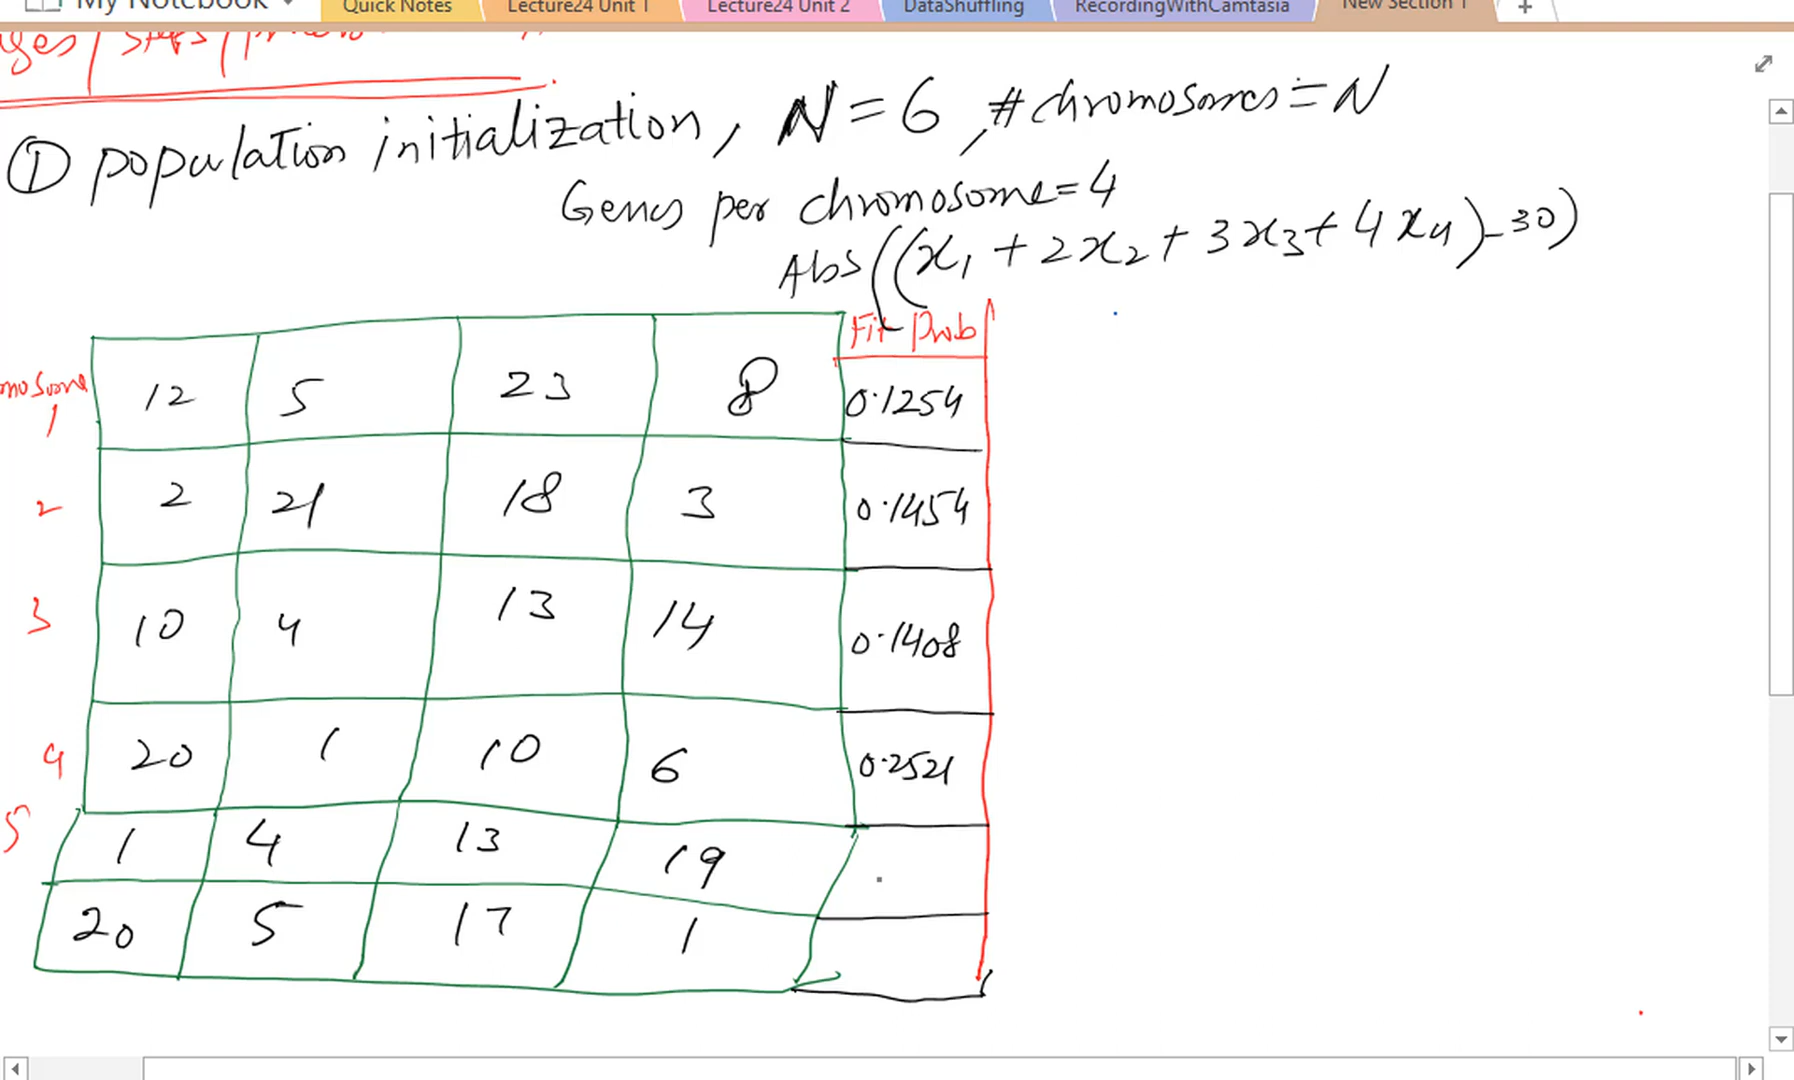 My Notebook
Quick Notes
Lecture24 Unit 1
Lecture24 Unit 2
DataShuffling
RecordingWithCamtasia
New Section 1
+
① population initialization, N = 6, # chromosomes = N
Genes per chromosome = 4
Abs((x₁ + 2x₂ + 3x₃ + 4x₄) - 30)
Fit Prob
1 12 5 23 8 0.1254
2 2 21 18 3 0.1454
3 10 4 13 14 0.1408
4 20 1 10 6 0.2521
5 1 4 13 19
20 5 17 1